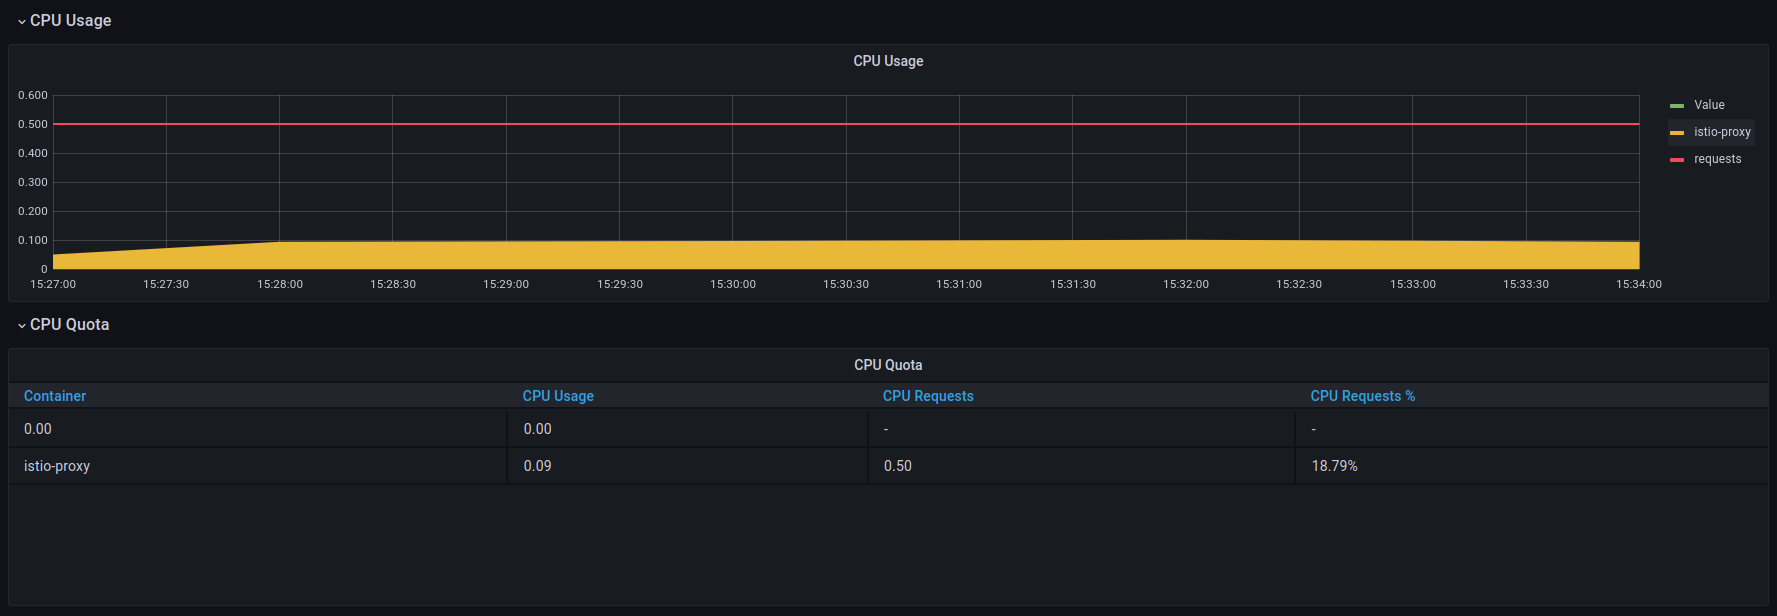 CPU Usage
CPU Usage
0.600
0.500
0.400
0.300
0.200
0.100
0
15:27:00 15:27:30 15:28:00 15:28:30 15:29:00 15:29:30 15:30:00 15:30:30 15:31:00 15:31:30 15:32:00 15:32:30 15:33:00 15:33:30 15:34:00
Value
istio-proxy
requests
CPU Quota
CPU Quota
Container CPU Usage CPU Requests CPU Requests %
0.00 0.00 - -
istio-proxy 0.09 0.50 18.79%